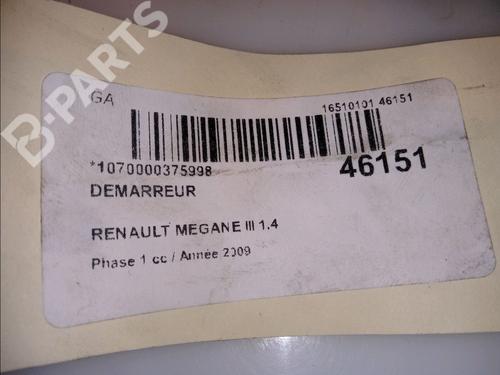 B-PARTS
GA
16510101 46151
*1070000375998
46151
DEMARREUR
RENAULT MEGANE III 1.4
Phase 1 cc / Année 2009